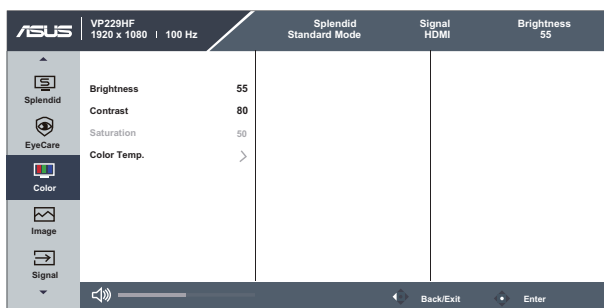 ASUS
VP229HF
1920 x 1080 | 100 Hz
Splendid
Standard Mode
Signal
HDMI
Brightness
55
Splendid
EyeCare
Color
Image
Signal
Brightness 55
Contrast 80
Saturation 50
Color Temp.
Back/Exit
Enter